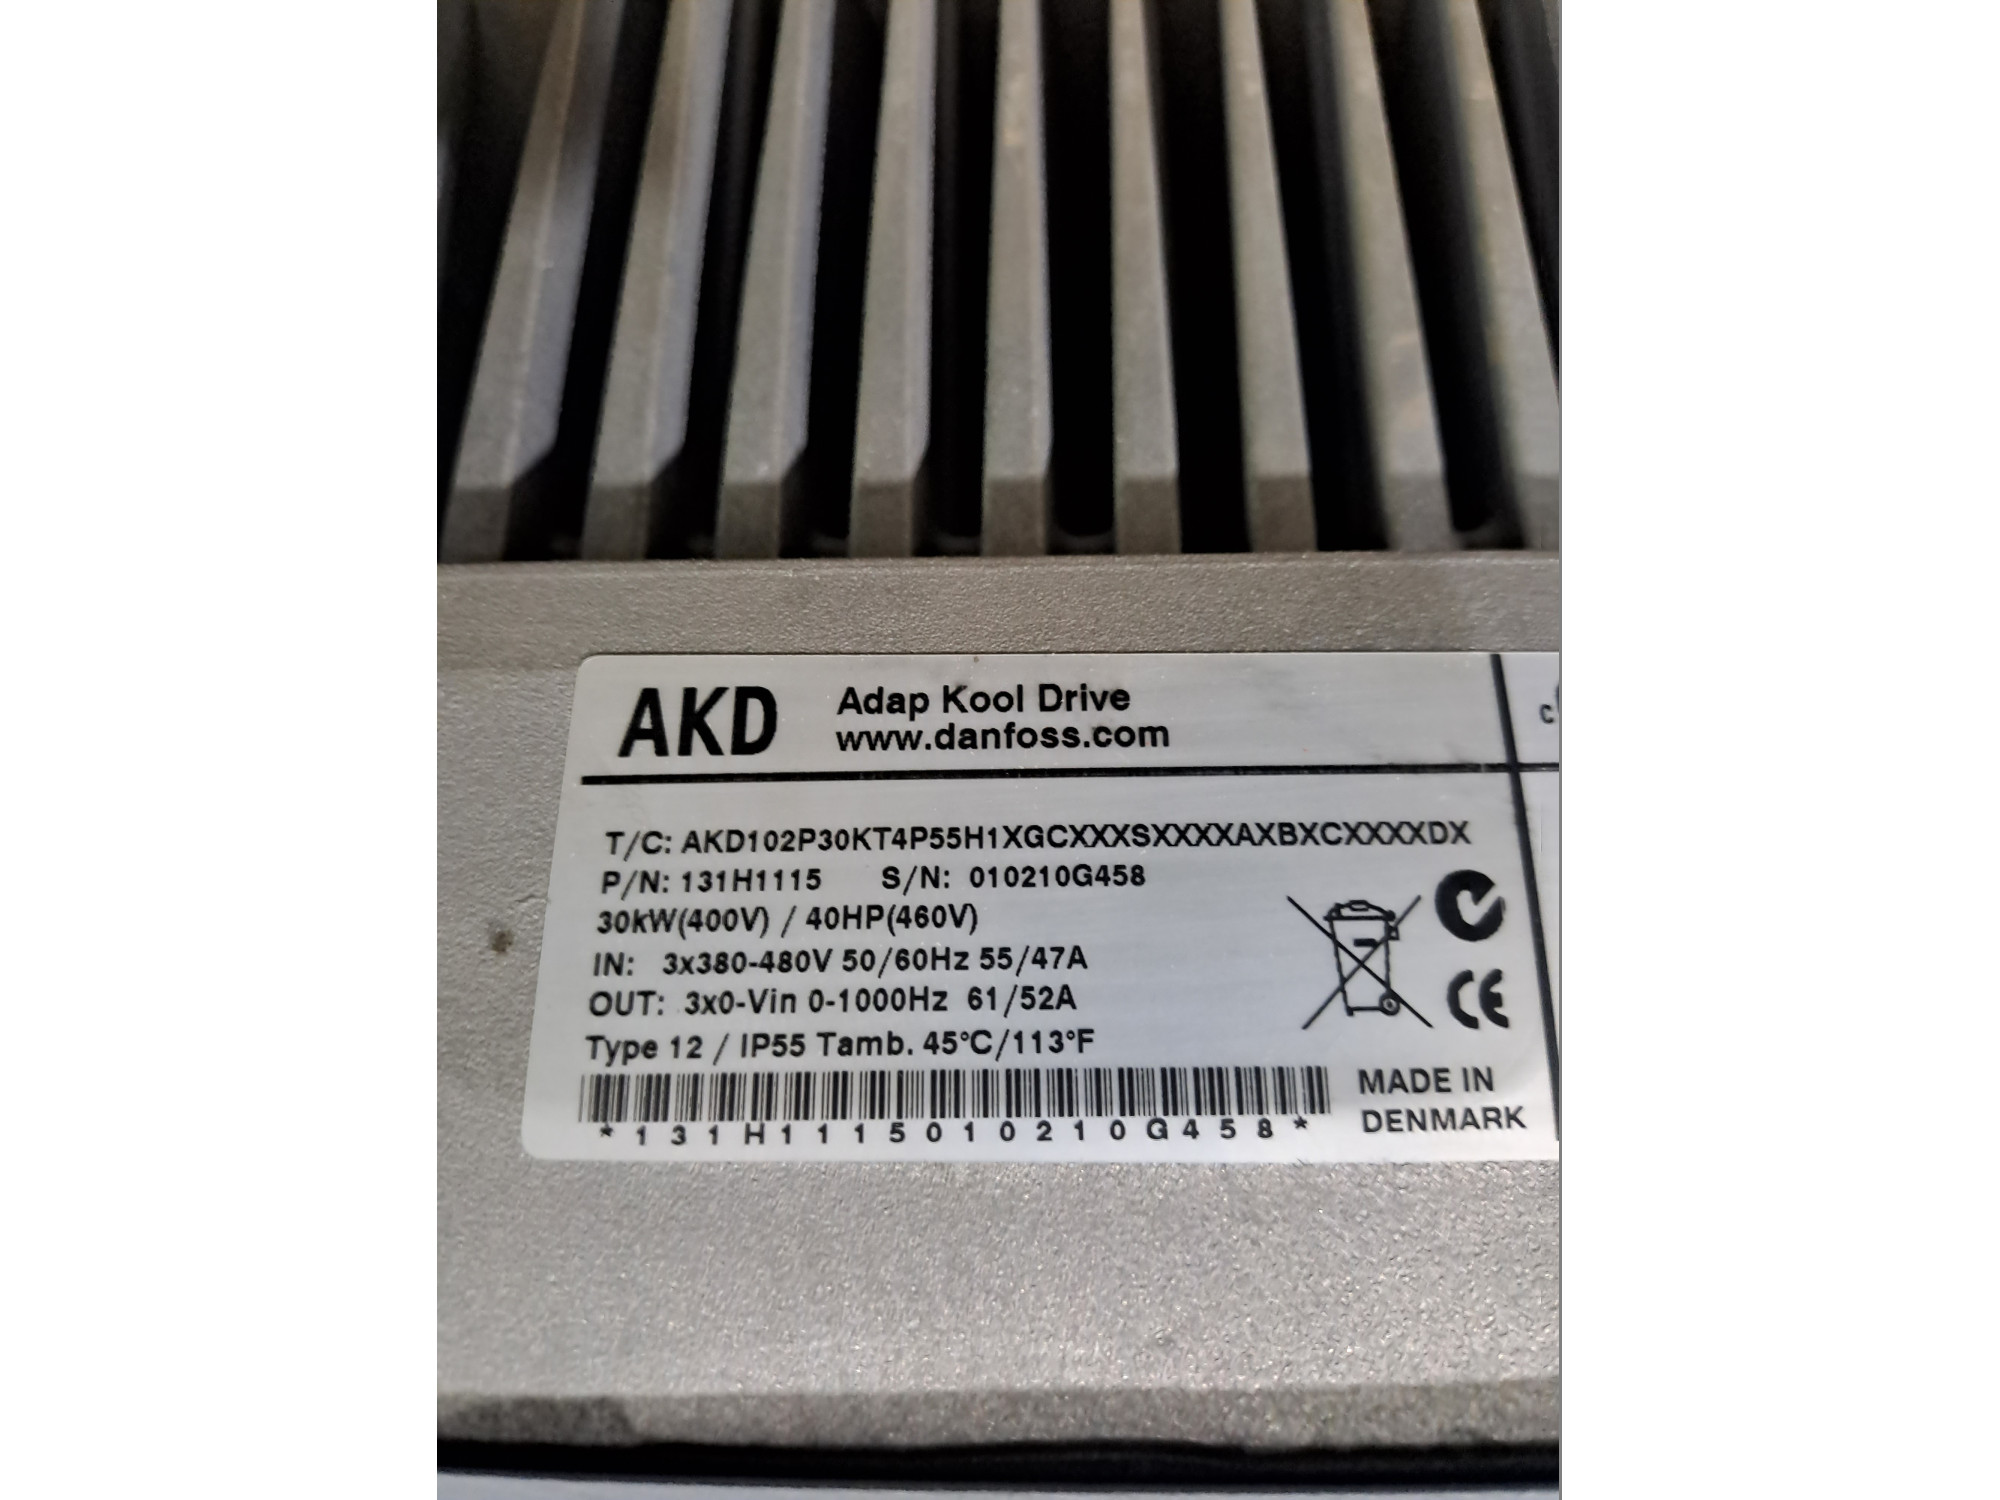 AKD
Adap Kool Drive
www.danfoss.com
c
T/C: AKD102P30KT4P55H1XGCXXXSXXXXAXBXCXXXXDX
P/N: 131H1115 S/N: 010210G458
30kW(400V) / 40HP(460V)
IN: 3x380-480V 50/60Hz 55/47A
OUT: 3x0-Vin 0-1000Hz 61/52A
Type 12 / IP55 Tamb. 45°C/113°F
CE
*131H1115010210G458*
MADE IN
DENMARK